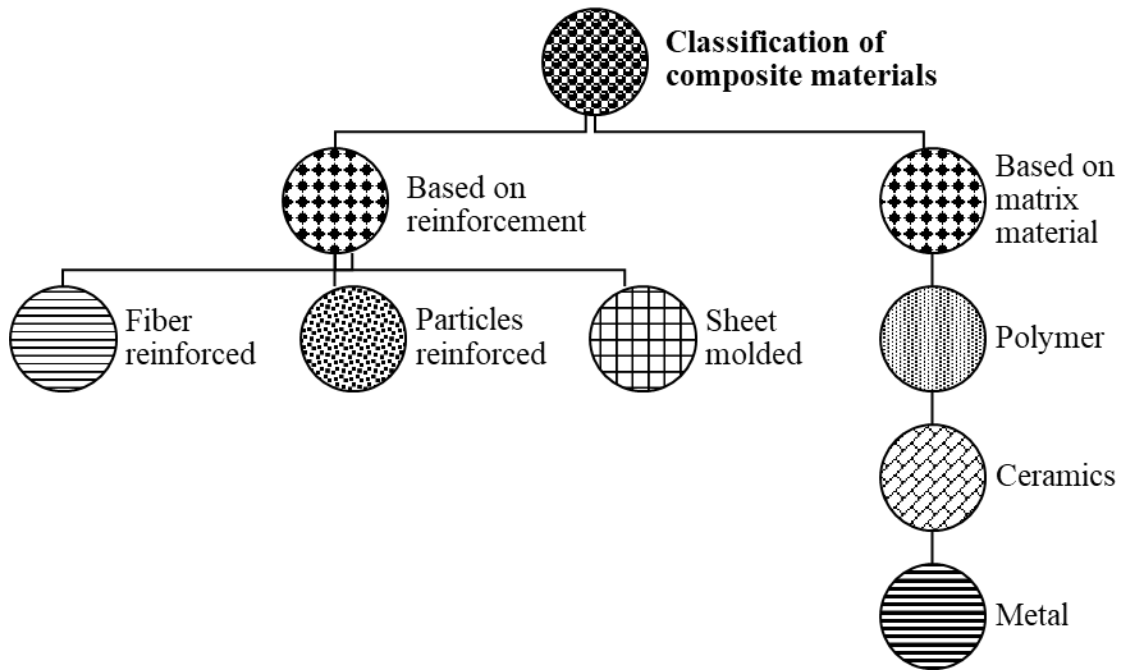 Classification of
composite materials
Based on
reinforcement
Based on
matrix
material
Fiber
reinforced
Particles
reinforced
Sheet
molded
Polymer
Ceramics
Metal